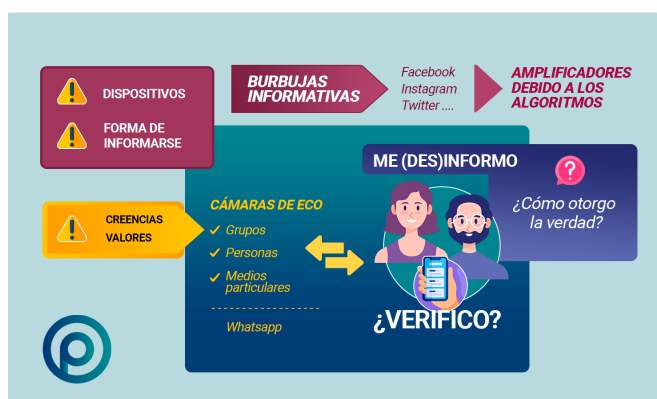 DISPOSITIVOS
FORMA DE
INFORMARSE
BURBUJAS
INFORMATIVAS
Facebook
Instagram
Twitter ....
AMPLIFICADORES
DEBIDO A LOS
ALGORITMOS
ME (DES)INFORMO
?
¿Cómo otorgo
la verdad?
CREENCIAS
VALORES
CÁMARAS DE ECO
Grupos
Personas
Medios
particulares
Whatsapp
¿VERIFICO?